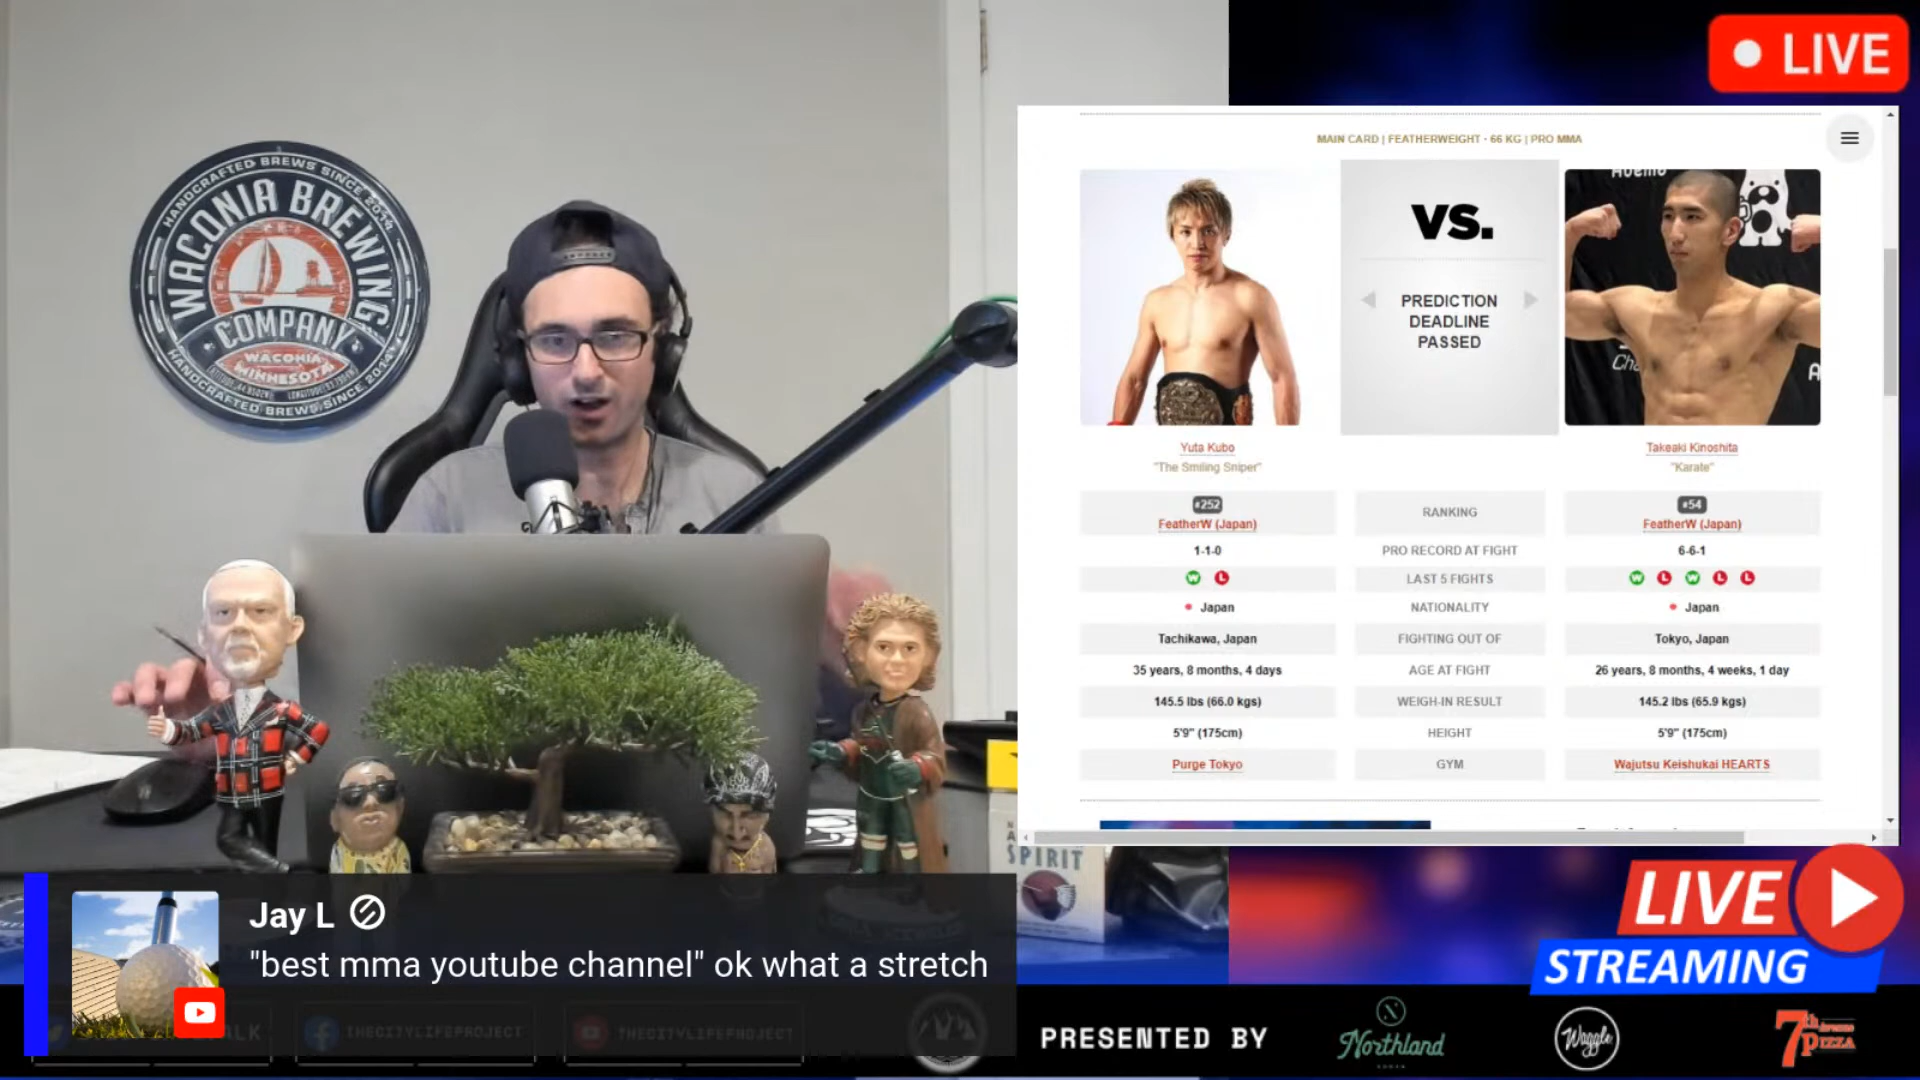 LIVE
HANDCRAFTED BREWS SINCE 2014
WACONIA BREWING
COMPANY
WACONIA
MINNESOTA
HANDCRAFTED BREWS SINCE 2014
MAIN CARD | FEATHERWEIGHT · 66 KG | PRO MMA
VS.
PREDICTION
DEADLINE
PASSED
Yuta Kubo
"The Smiling Sniper"
Takeaki Kinoshita
"Karate"
#252
FeatherW (Japan)
RANKING
#54
FeatherW (Japan)
1-1-0
PRO RECORD AT FIGHT
6-6-1
W L
LAST 5 FIGHTS
W L W L L
Japan
NATIONALITY
Japan
Tachikawa, Japan
FIGHTING OUT OF
Tokyo, Japan
35 years, 8 months, 4 days
AGE AT FIGHT
26 years, 8 months, 4 weeks, 1 day
145.5 lbs (66.0 kgs)
WEIGH-IN RESULT
145.2 lbs (65.9 kgs)
5'9" (175cm)
HEIGHT
5'9" (175cm)
Purge Tokyo
GYM
Wajutsu Keishukai HEARTS
SPIRIT
Jay L
"best mma youtube channel" ok what a stretch
LIVE
STREAMING
THECITYLIFEPROJECT
THECITYLIFEPROJECT
PRESENTED BY
Northland
Waggle
7th Avenue
PIZZA